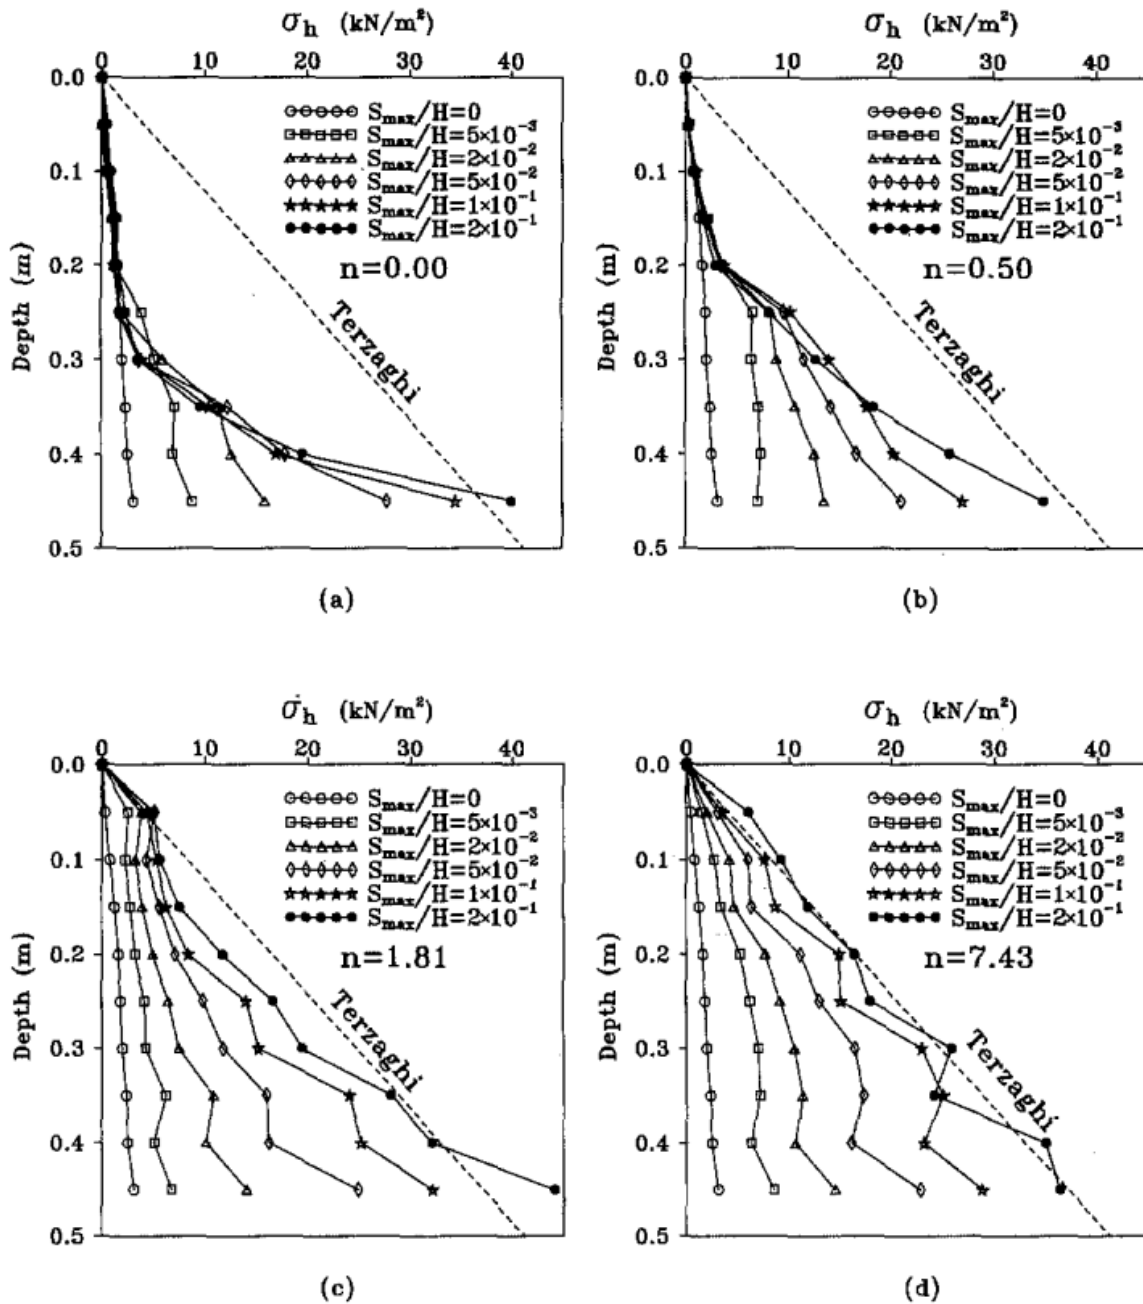 σh (kN/m²)
0 10 20 30 40
0.0
0.1
0.2
0.3
0.4
0.5
Depth (m)
Smax/H=0
Smax/H=5×10⁻³
Smax/H=2×10⁻²
Smax/H=5×10⁻²
Smax/H=1×10⁻¹
Smax/H=2×10⁻¹
n=0.00
Terzaghi
(a)
σh (kN/m²)
0 10 20 30 40
0.0
0.1
0.2
0.3
0.4
0.5
Depth (m)
Smax/H=0
Smax/H=5×10⁻³
Smax/H=2×10⁻²
Smax/H=5×10⁻²
Smax/H=1×10⁻¹
Smax/H=2×10⁻¹
n=0.50
Terzaghi
(b)
σh (kN/m²)
0 10 20 30 40
0.0
0.1
0.2
0.3
0.4
0.5
Depth (m)
Smax/H=0
Smax/H=5×10⁻³
Smax/H=2×10⁻²
Smax/H=5×10⁻²
Smax/H=1×10⁻¹
Smax/H=2×10⁻¹
n=1.81
Terzaghi
(c)
σh (kN/m²)
0 10 20 30 40
0.0
0.1
0.2
0.3
0.4
0.5
Depth (m)
Smax/H=0
Smax/H=5×10⁻³
Smax/H=2×10⁻²
Smax/H=5×10⁻²
Smax/H=1×10⁻¹
Smax/H=2×10⁻¹
n=7.43
Terzaghi
(d)